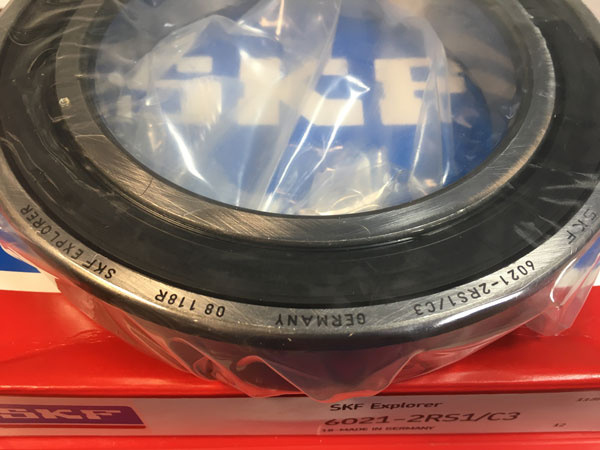 SKF
SKF EXPLORER 08 118R GERMANY 6021-2RS1/C3 SKF
SKF
SKF Explorer
6021-2RS1/C3
MADE IN GERMANY